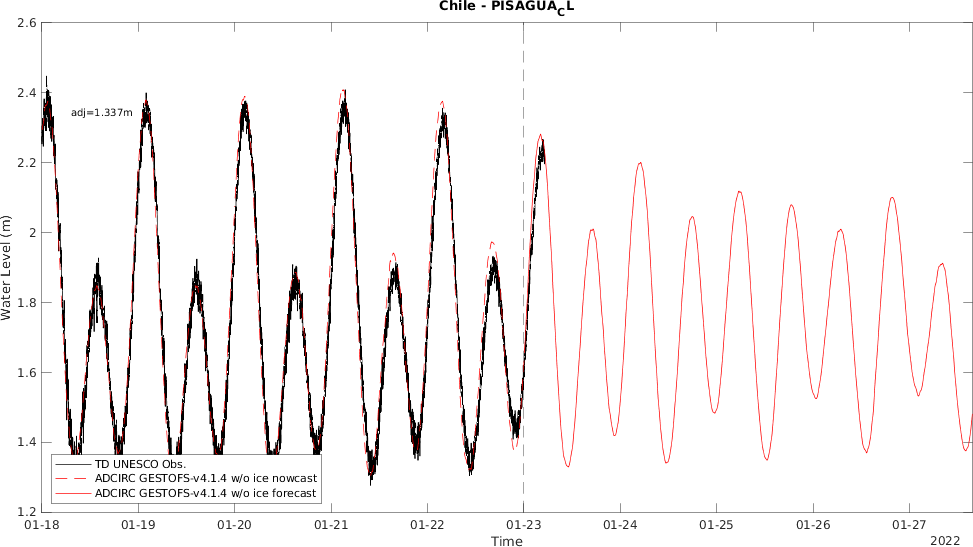 Chile - PISAGUA_CL
2.6
2.4
2.2
2
1.8
1.6
1.4
1.2
Water Level (m)
adj=1.337m
TD UNESCO Obs.
ADCIRC GESTOFS-v4.1.4 w/o ice nowcast
ADCIRC GESTOFS-v4.1.4 w/o ice forecast
01-18 01-19 01-20 01-21 01-22 01-23 01-24 01-25 01-26 01-27
Time
2022